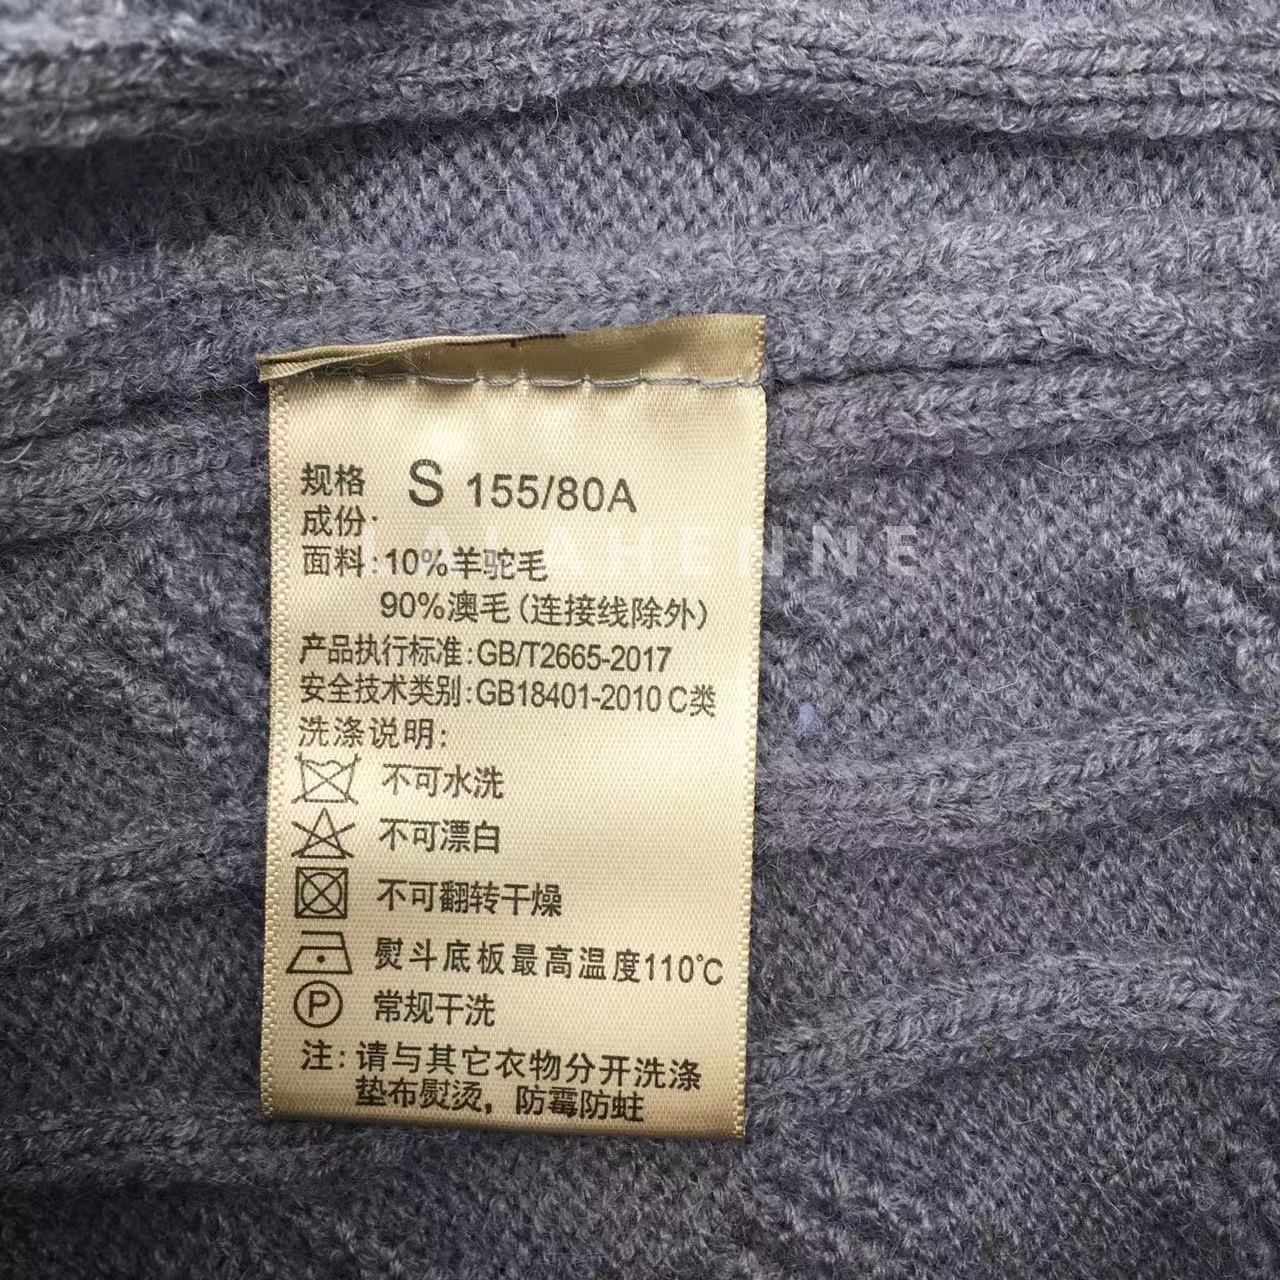 规格 S 155/80A
成份:
面料:10%羊驼毛
90%澳毛(连接线除外)
产品执行标准:GB/T2665-2017
安全技术类别:GB18401-2010 C类
洗涤说明:
不可水洗
不可漂白
不可翻转干燥
熨斗底板最高温度110℃
P 常规干洗
注:请与其它衣物分开洗涤
垫布熨烫，防霉防蛀
LALAHENNE